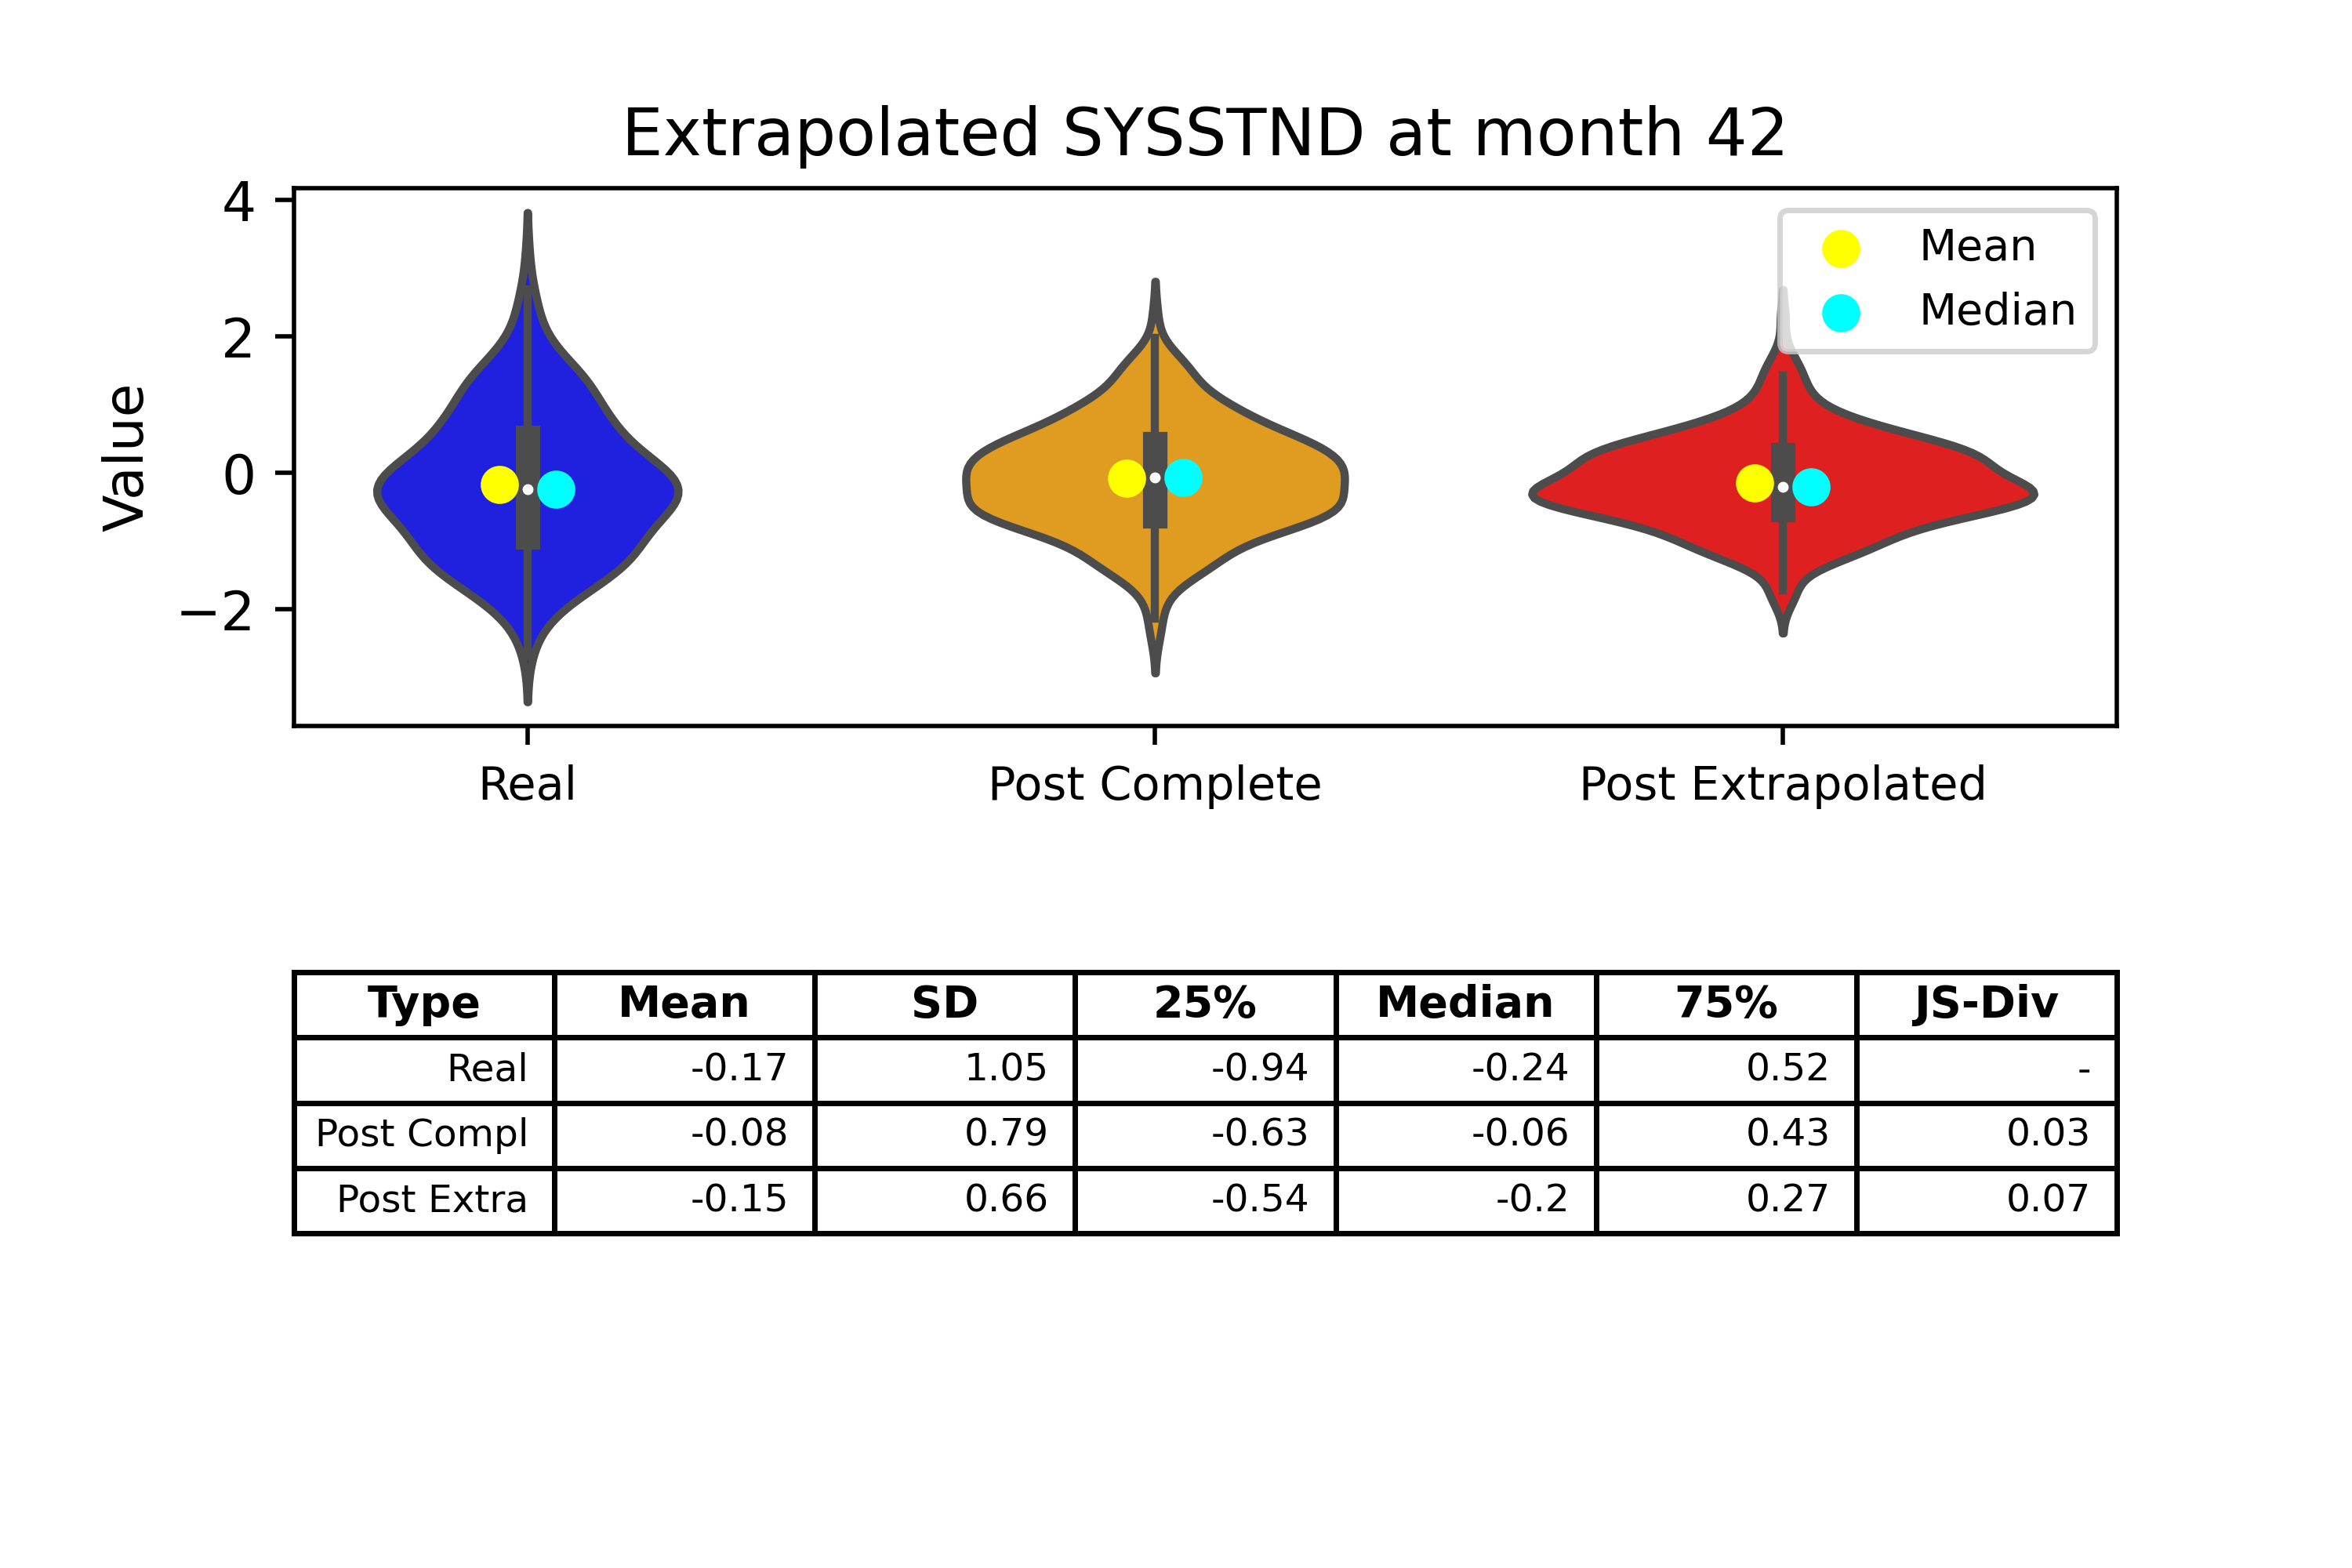 Extrapolated SYSSTND at month 42
4
2
0
−2
Value
Mean
Median
Real Post Complete Post Extrapolated
Type Mean SD 25% Median 75% JS-Div
Real -0.17 1.05 -0.94 -0.24 0.52 -
Post Compl -0.08 0.79 -0.63 -0.06 0.43 0.03
Post Extra -0.15 0.66 -0.54 -0.2 0.27 0.07